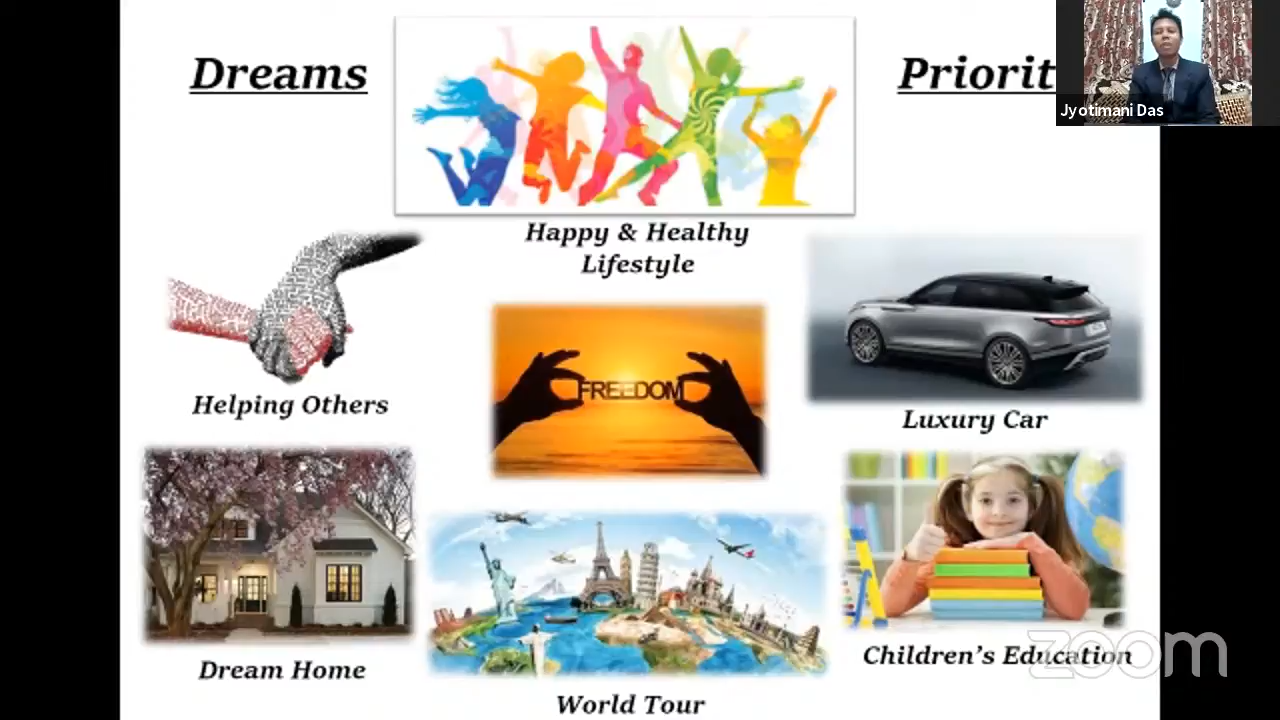 Dreams
Priorit
Jyotimani Das
Happy & Healthy
Lifestyle
FREEDOM
Helping Others
Luxury Car
Dream Home
World Tour
Children's Education
zoom